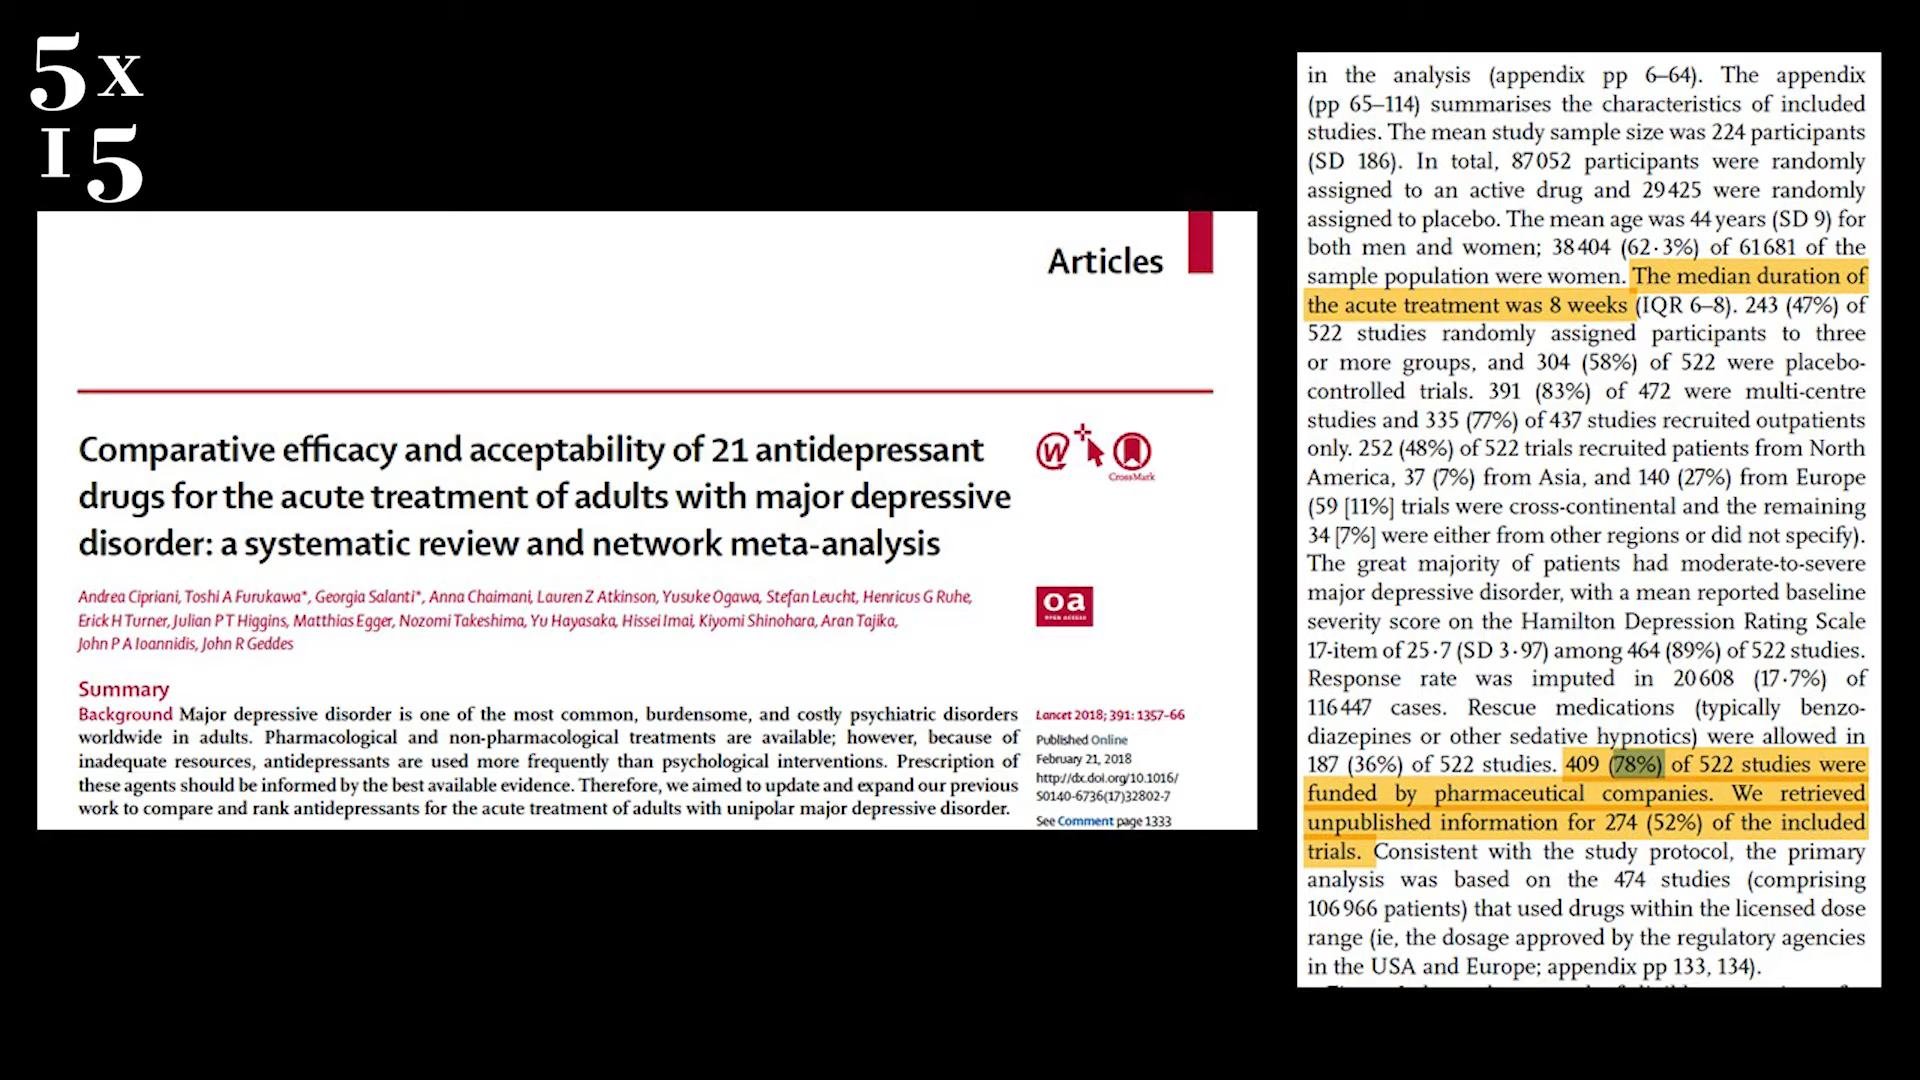 5x
15
Articles
Comparative efficacy and acceptability of 21 antidepressant
drugs for the acute treatment of adults with major depressive
disorder: a systematic review and network meta-analysis
W
CrossMark
Andrea Cipriani, Toshi A Furukawa*, Georgia Salanti*, Anna Chaimani, Lauren Z Atkinson, Yusuke Ogawa, Stefan Leucht, Henricus G Ruhe,
Erick H Turner, Julian P T Higgins, Matthias Egger, Nozomi Takeshima, Yu Hayasaka, Hissei Imai, Kiyomi Shinohara, Aran Tajika,
John P A Ioannidis, John R Geddes
oa
OPEN ACCESS
Summary
Background Major depressive disorder is one of the most common, burdensome, and costly psychiatric disorders
worldwide in adults. Pharmacological and non-pharmacological treatments are available; however, because of
inadequate resources, antidepressants are used more frequently than psychological interventions. Prescription of
these agents should be informed by the best available evidence. Therefore, we aimed to update and expand our previous
work to compare and rank antidepressants for the acute treatment of adults with unipolar major depressive disorder.
Lancet 2018; 391: 1357–66
Published Online
February 21, 2018
http://dx.doi.org/10.1016/
S0140-6736(17)32802-7
See Comment page 1333
in the analysis (appendix pp 6–64). The appendix
(pp 65–114) summarises the characteristics of included
studies. The mean study sample size was 224 participants
(SD 186). In total, 87 052 participants were randomly
assigned to an active drug and 29 425 were randomly
assigned to placebo. The mean age was 44 years (SD 9) for
both men and women; 38 404 (62·3%) of 61 681 of the
sample population were women. The median duration of
the acute treatment was 8 weeks (IQR 6–8). 243 (47%) of
522 studies randomly assigned participants to three
or more groups, and 304 (58%) of 522 were placebo-
controlled trials. 391 (83%) of 472 were multi-centre
studies and 335 (77%) of 437 studies recruited outpatients
only. 252 (48%) of 522 trials recruited patients from North
America, 37 (7%) from Asia, and 140 (27%) from Europe
(59 [11%] trials were cross-continental and the remaining
34 [7%] were either from other regions or did not specify).
The great majority of patients had moderate-to-severe
major depressive disorder, with a mean reported baseline
severity score on the Hamilton Depression Rating Scale
17-item of 25·7 (SD 3·97) among 464 (89%) of 522 studies.
Response rate was imputed in 20 608 (17·7%) of
116 447 cases. Rescue medications (typically benzo-
diazepines or other sedative hypnotics) were allowed in
187 (36%) of 522 studies. 409 (78%) of 522 studies were
funded by pharmaceutical companies. We retrieved
unpublished information for 274 (52%) of the included
trials. Consistent with the study protocol, the primary
analysis was based on the 474 studies (comprising
106 966 patients) that used drugs within the licensed dose
range (ie, the dosage approved by the regulatory agencies
in the USA and Europe; appendix pp 133, 134).